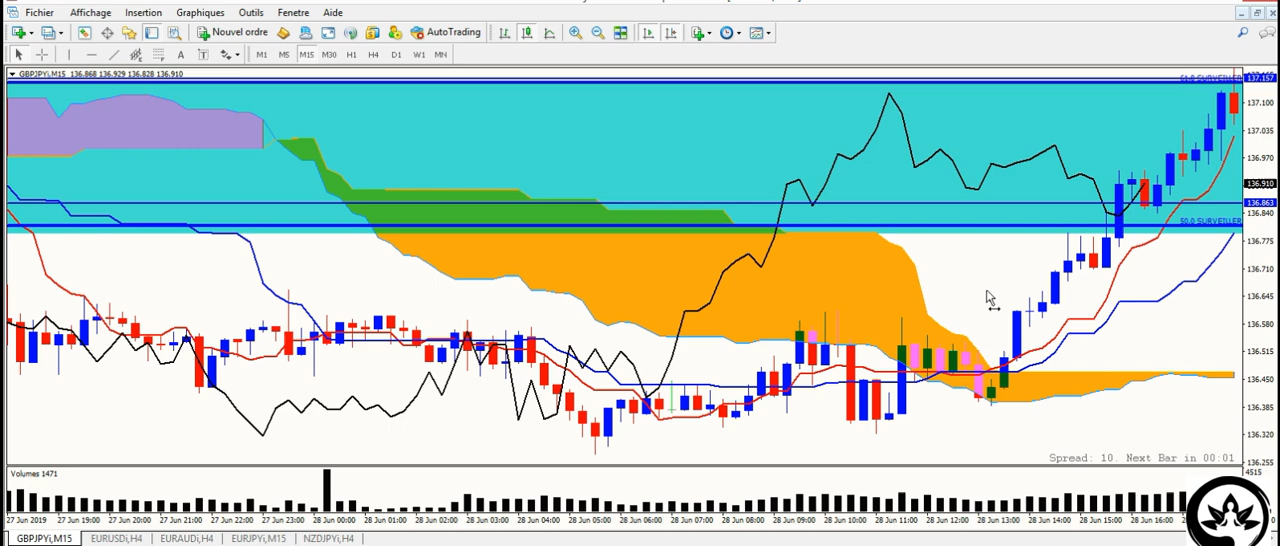 Fichier Affichage Insertion Graphiques Outils Fenetre Aide
Nouvel ordre AutoTrading
A T
M1 M5 M15 M30 H1 H4 D1 W1 MN
GBPJPYi,M15 136.868 136.929 136.828 136.910
61.8 SURVEILLER
137.157
137.100
137.035
136.970
136.910
136.863
136.840
50.0 SURVEILLER
136.775
136.710
136.645
136.580
136.515
136.450
136.385
136.320
136.255
Spread: 10. Next Bar in 00:01
Volumes 1471
4515
27 Jun 2019 27 Jun 19:00 27 Jun 20:00 27 Jun 21:00 27 Jun 22:00 27 Jun 23:00 28 Jun 00:00 28 Jun 01:00 28 Jun 02:00 28 Jun 03:00 28 Jun 04:00 28 Jun 05:00 28 Jun 06:00 28 Jun 07:00 28 Jun 08:00 28 Jun 09:00 28 Jun 10:00 28 Jun 11:00 28 Jun 12:00 28 Jun 13:00 28 Jun 14:00 28 Jun 15:00 28 Jun 16:00
GBPJPYi,M15 EURUSDi,H4 EURAUDi,H4 EURJPYi,M15 NZDJPYi,H4